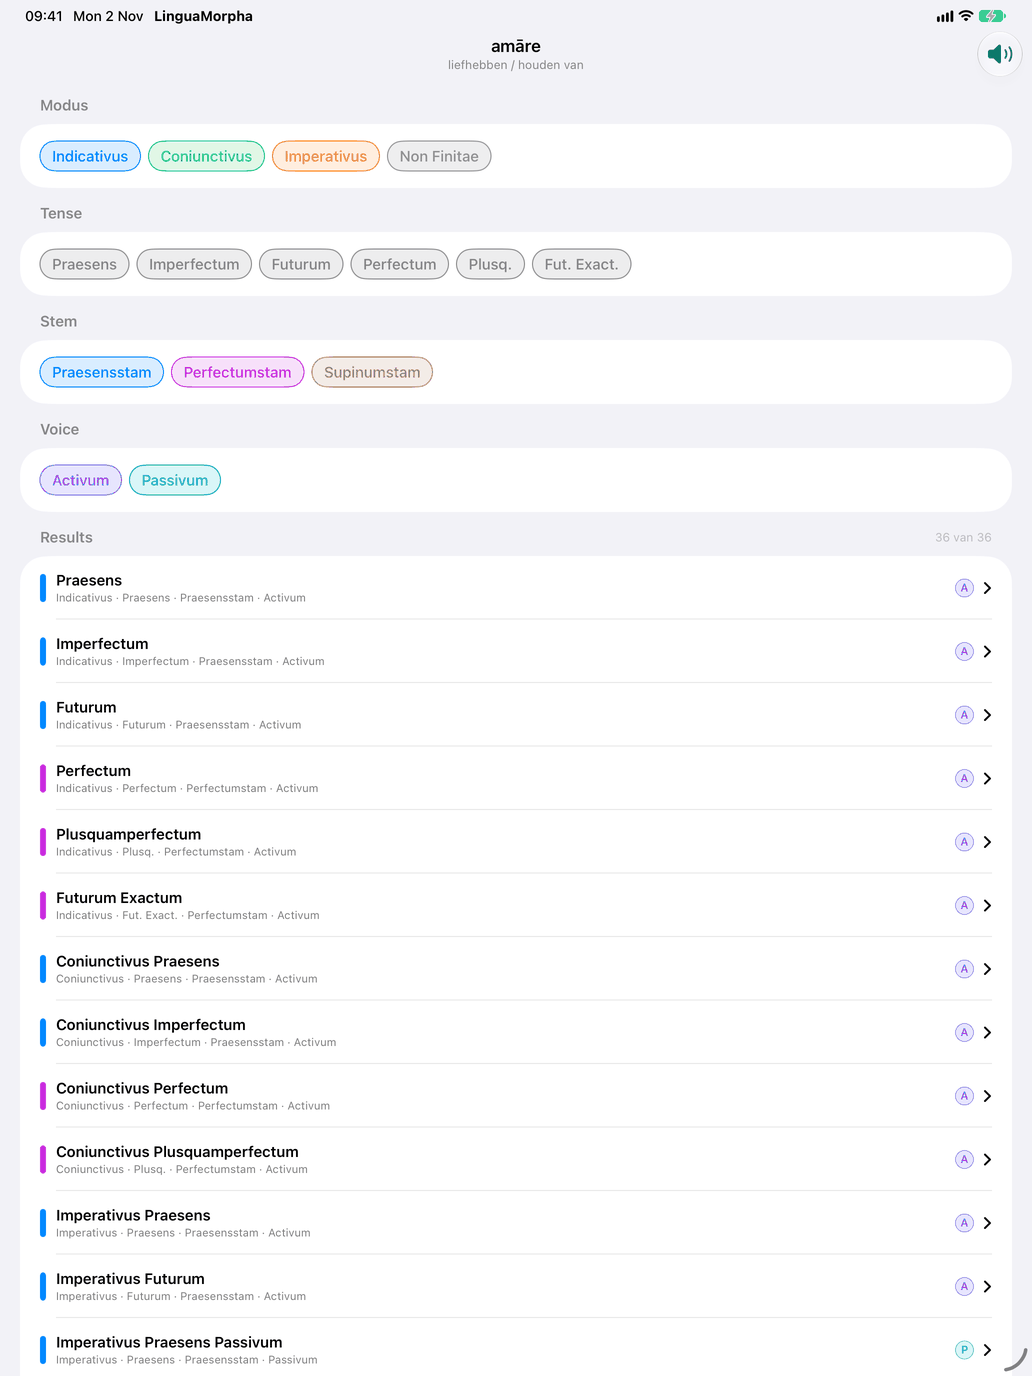 09:41 Mon 2 Nov LinguaMorpha
amāre
liefhebben / houden van
Modus
Indicativus Coniunctivus Imperativus Non Finitae
Tense
Praesens Imperfectum Futurum Perfectum Plusq. Fut. Exact.
Stem
Praesensstam Perfectumstam Supinumstam
Voice
Activum Passivum
Results 36 van 36
Praesens
Indicativus · Praesens · Praesensstam · Activum A
Imperfectum
Indicativus · Imperfectum · Praesensstam · Activum A
Futurum
Indicativus · Futurum · Praesensstam · Activum A
Perfectum
Indicativus · Perfectum · Perfectumstam · Activum A
Plusquamperfectum
Indicativus · Plusq. · Perfectumstam · Activum A
Futurum Exactum
Indicativus · Fut. Exact. · Perfectumstam · Activum A
Coniunctivus Praesens
Coniunctivus · Praesens · Praesensstam · Activum A
Coniunctivus Imperfectum
Coniunctivus · Imperfectum · Praesensstam · Activum A
Coniunctivus Perfectum
Coniunctivus · Perfectum · Perfectumstam · Activum A
Coniunctivus Plusquamperfectum
Coniunctivus · Plusq. · Perfectumstam · Activum A
Imperativus Praesens
Imperativus · Praesens · Praesensstam · Activum A
Imperativus Futurum
Imperativus · Futurum · Praesensstam · Activum A
Imperativus Praesens Passivum
Imperativus · Praesens · Praesensstam · Passivum P